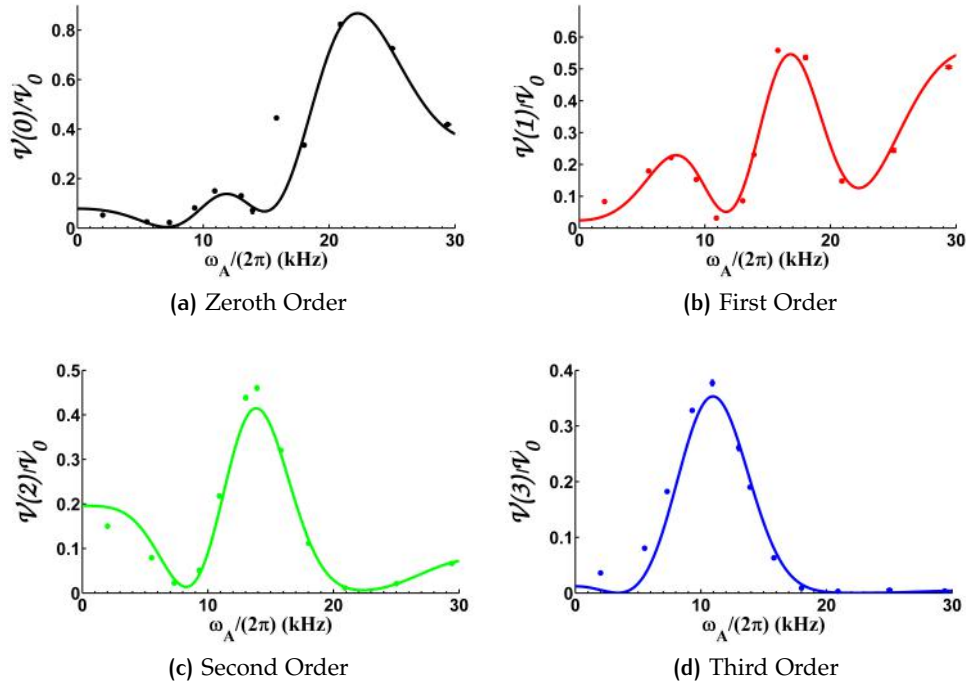 0.8
0.6
0.4
0.2
0
0 10 20 30
𝒱(0)/𝒱₀
ω_A/(2π) (kHz)
(a) Zeroth Order
0.6
0.5
0.4
0.3
0.2
0.1
0
0 10 20 30
𝒱(1)/𝒱₀
ω_A/(2π) (kHz)
(b) First Order
0.5
0.4
0.3
0.2
0.1
0
0 10 20 30
𝒱(2)/𝒱₀
ω_A/(2π) (kHz)
(c) Second Order
0.4
0.3
0.2
0.1
0
0 10 20 30
𝒱(3)/𝒱₀
ω_A/(2π) (kHz)
(d) Third Order